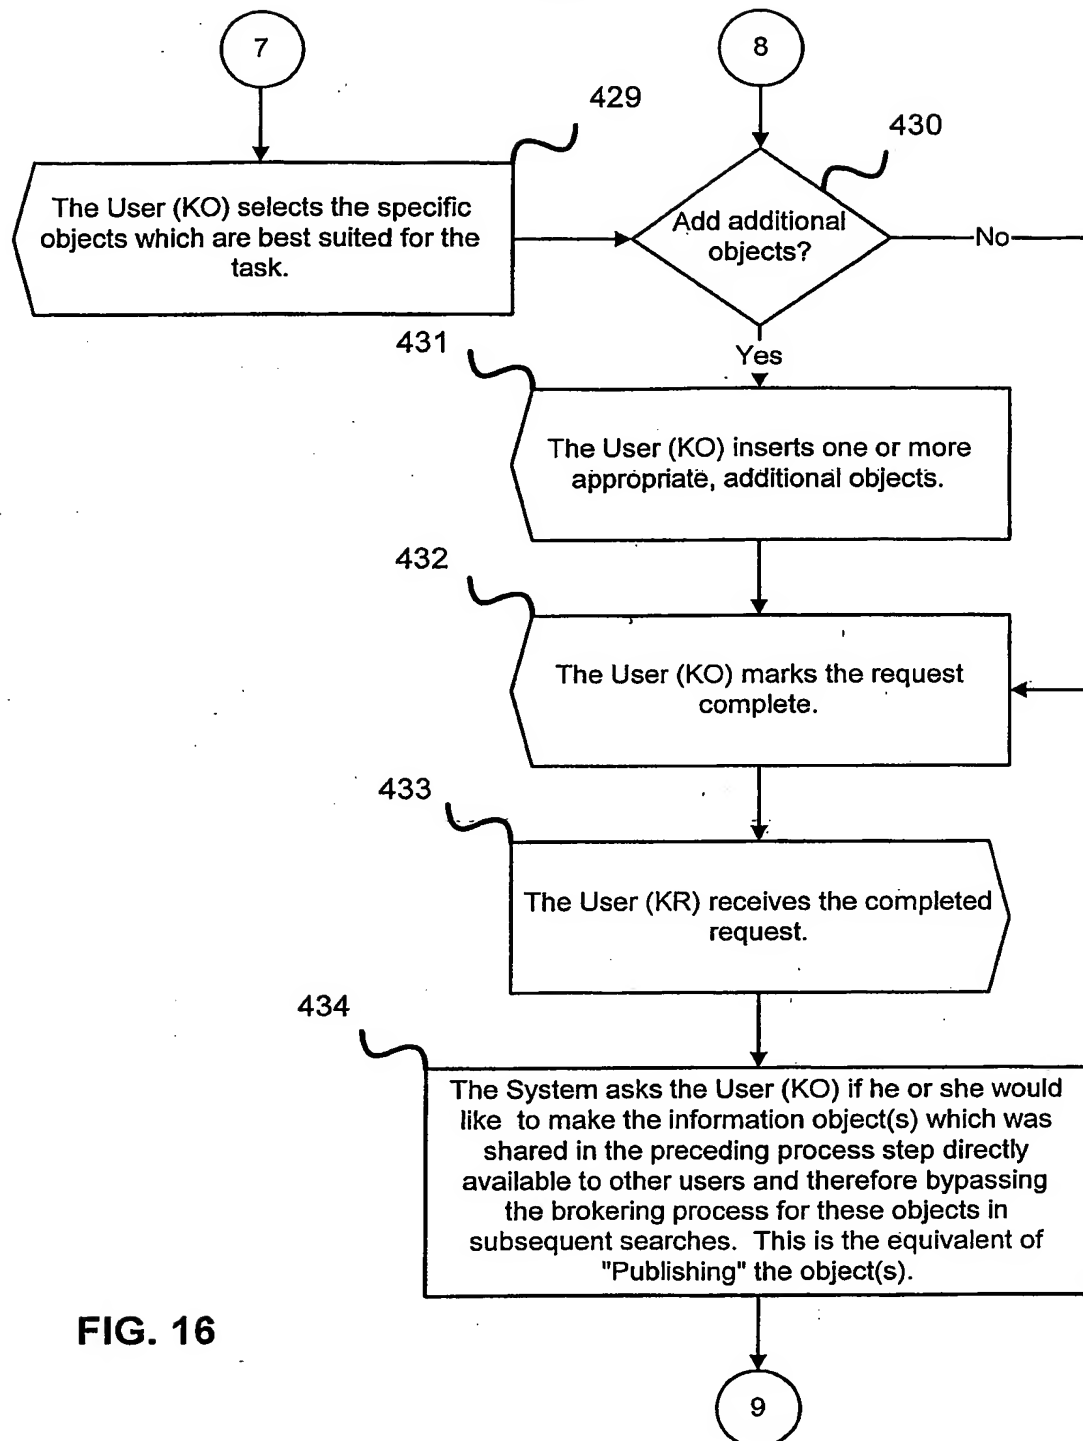 7
8
429
430
The User (KO) selects the specific
objects which are best suited for the
task.
Add additional
objects?
No
Yes
431
The User (KO) inserts one or more
appropriate, additional objects.
432
The User (KO) marks the request
complete.
433
The User (KR) receives the completed
request.
434
The System asks the User (KO) if he or she would
like to make the information object(s) which was
shared in the preceding process step directly
available to other users and therefore bypassing
the brokering process for these objects in
subsequent searches. This is the equivalent of
"Publishing" the object(s).
FIG. 16
9